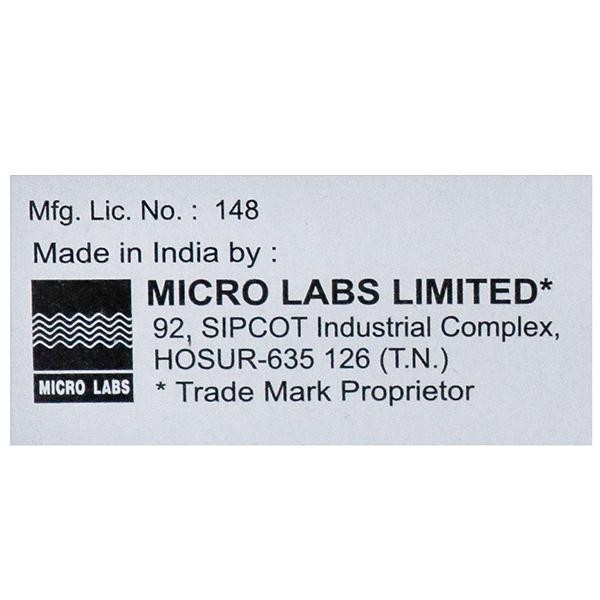 Mfg. Lic. No. : 148
Made in India by :
MICRO LABS LIMITED*
92, SIPCOT Industrial Complex,
HOSUR-635 126 (T.N.)
* Trade Mark Proprietor
MICRO LABS